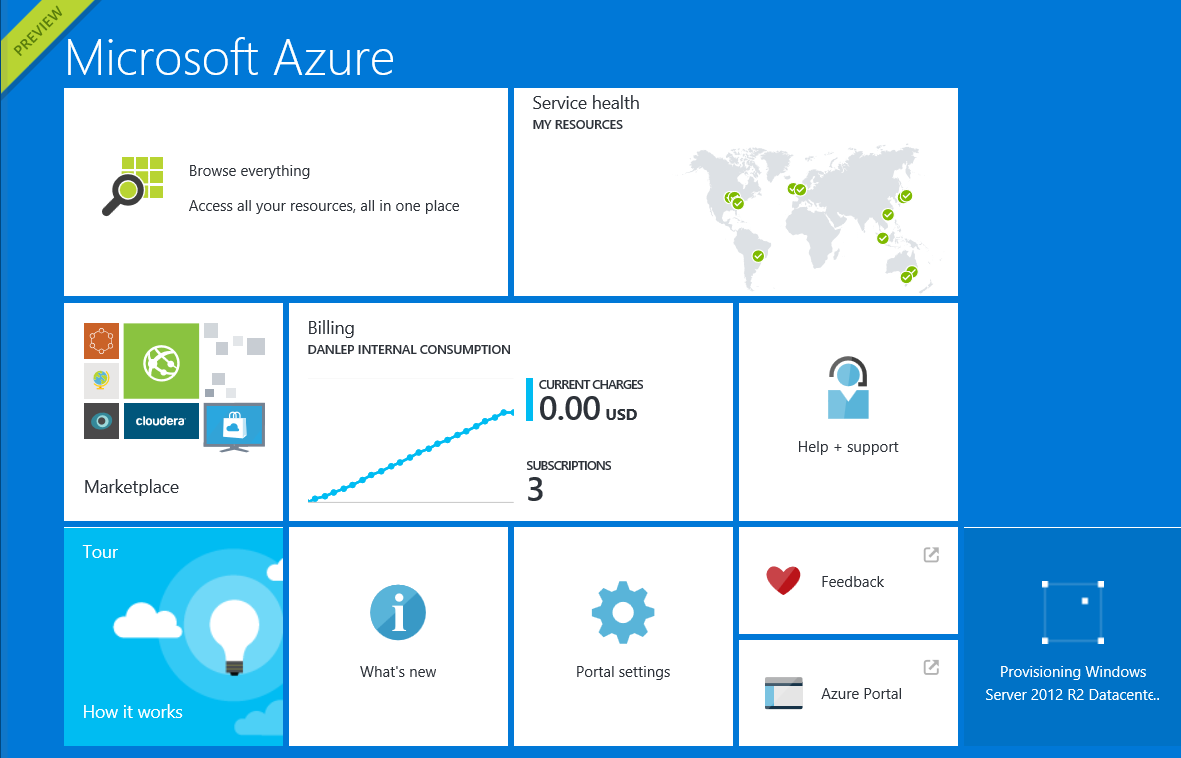 PREVIEW
Microsoft Azure
Browse everything
Access all your resources, all in one place
Service health
MY RESOURCES
cloudera
Marketplace
Billing
DANLEP INTERNAL CONSUMPTION
CURRENT CHARGES
0.00 USD
SUBSCRIPTIONS
3
Help + support
Tour
How it works
What's new
Portal settings
Feedback
Azure Portal
Provisioning Windows
Server 2012 R2 Datacente..